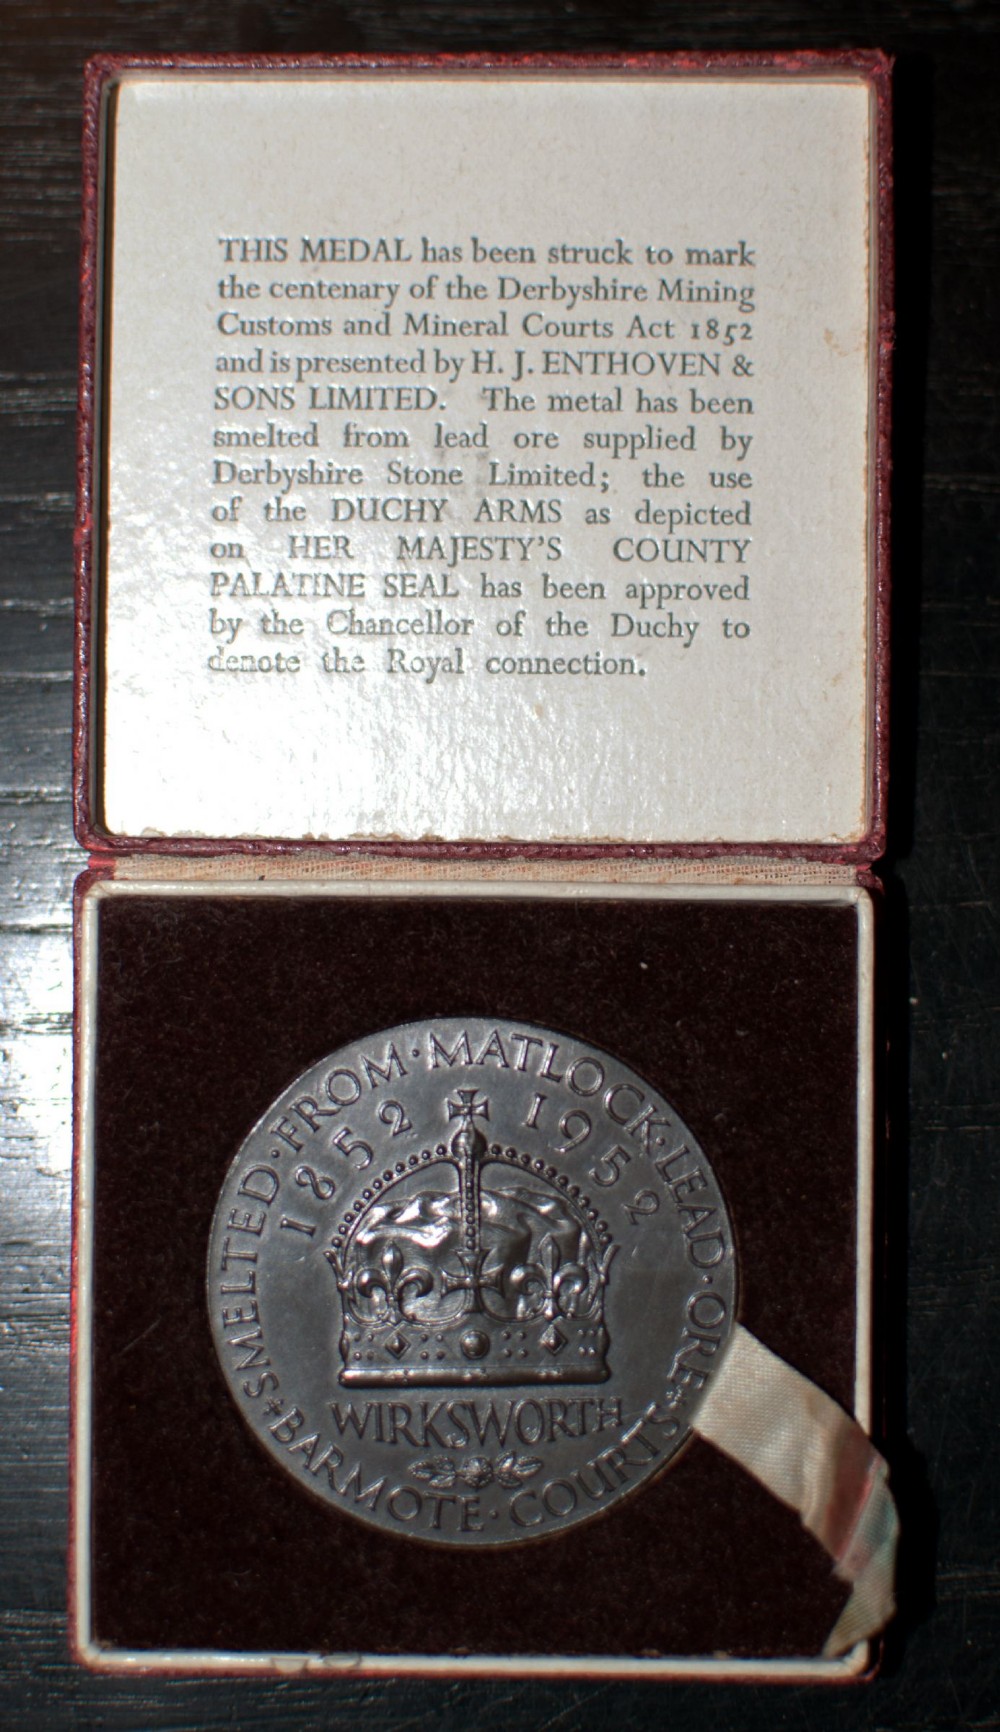 THIS MEDAL has been struck to mark
the centenary of the Derbyshire Mining
Customs and Mineral Courts Act 1852
and is presented by H. J. ENTHOVEN &
SONS LIMITED. The metal has been
smelted from lead ore supplied by
Derbyshire Stone Limited; the use
of the DUCHY ARMS as depicted
on HER MAJESTY'S COUNTY
PALATINE SEAL has been approved
by the Chancellor of the Duchy to
denote the Royal connection.
SMELTED·FROM·MATLOCK·LEAD·ORE
1852 1952
WIRKSWORTH
BARMOTE·COURTS